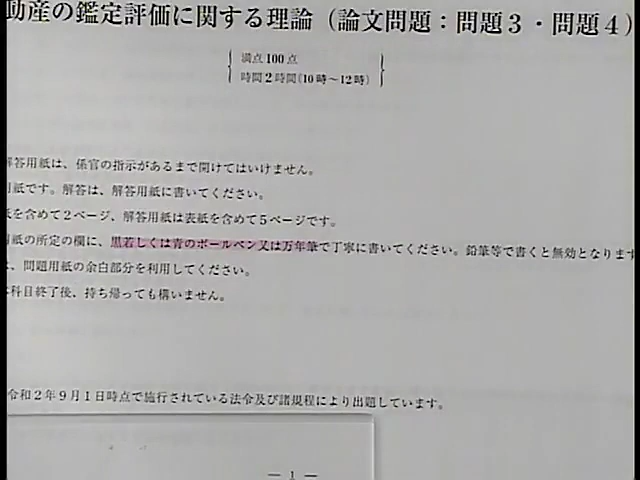 動産の鑑定評価に関する理論（論文問題：問題３・問題４）
満点100点
時間２時間（10時～12時）
解答用紙は、係官の指示があるまで開けてはいけません。
用紙です。解答は、解答用紙に書いてください。
紙を含めて２ページ、解答用紙は表紙を含めて５ページです。
用紙の所定の欄に、黒若しくは青のボールペン又は万年筆で丁寧に書いてください。鉛筆等で書くと無効となります
、問題用紙の余白部分を利用してください。
科目終了後、持ち帰っても構いません。
令和２年９月１日時点で施行されている法令及び諸規程により出題しています。
― 1 ―